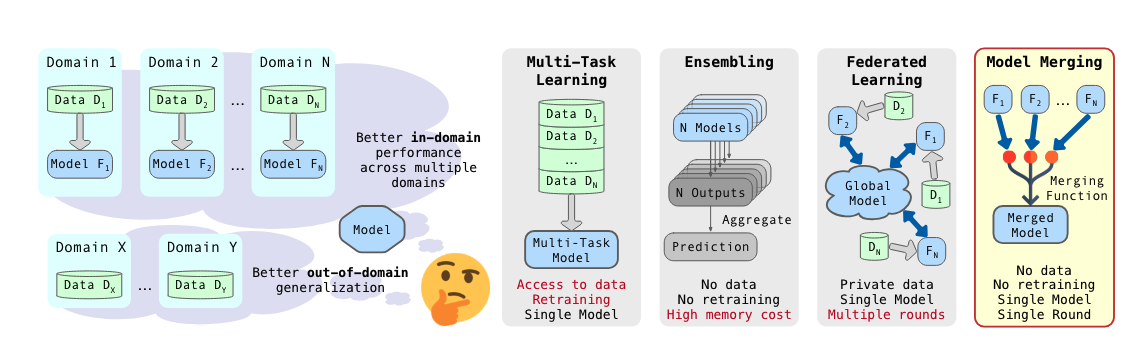 Domain 1
Data D1
Model F1
Domain 2
Data D2
Model F2
...
...
Domain N
Data DN
Model FN
Better in-domain
performance
across multiple
domains
Model
Domain X
Data DX
...
Domain Y
Data DY
Better out-of-domain
generalization
Multi-Task
Learning
Data D1
Data D2
...
Data DN
Multi-Task
Model
Access to data
Retraining
Single Model
Ensembling
N Models
N Outputs
Aggregate
Prediction
No data
No retraining
High memory cost
Federated
Learning
D2
F2
F1
Global
Model
D1
DN
FN
Private data
Single Model
Multiple rounds
Model Merging
F1
F2
...
FN
Merging
Function
Merged
Model
No data
No retraining
Single Model
Single Round